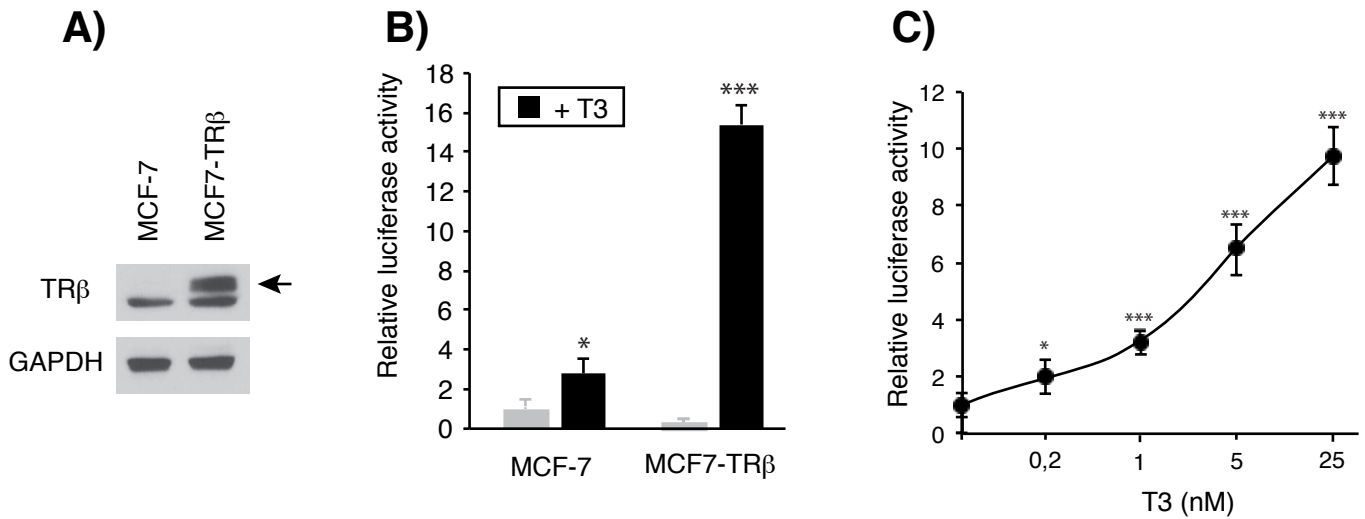 A)
MCF-7
MCF7-TRβ
TRβ
GAPDH
B)
Relative luciferase activity
18
16
14
12
10
8
6
4
2
0
+ T3
*
***
MCF-7
MCF7-TRβ
C)
Relative luciferase activity
12
10
8
6
4
2
0
*
***
***
***
0,2
1
5
25
T3 (nM)